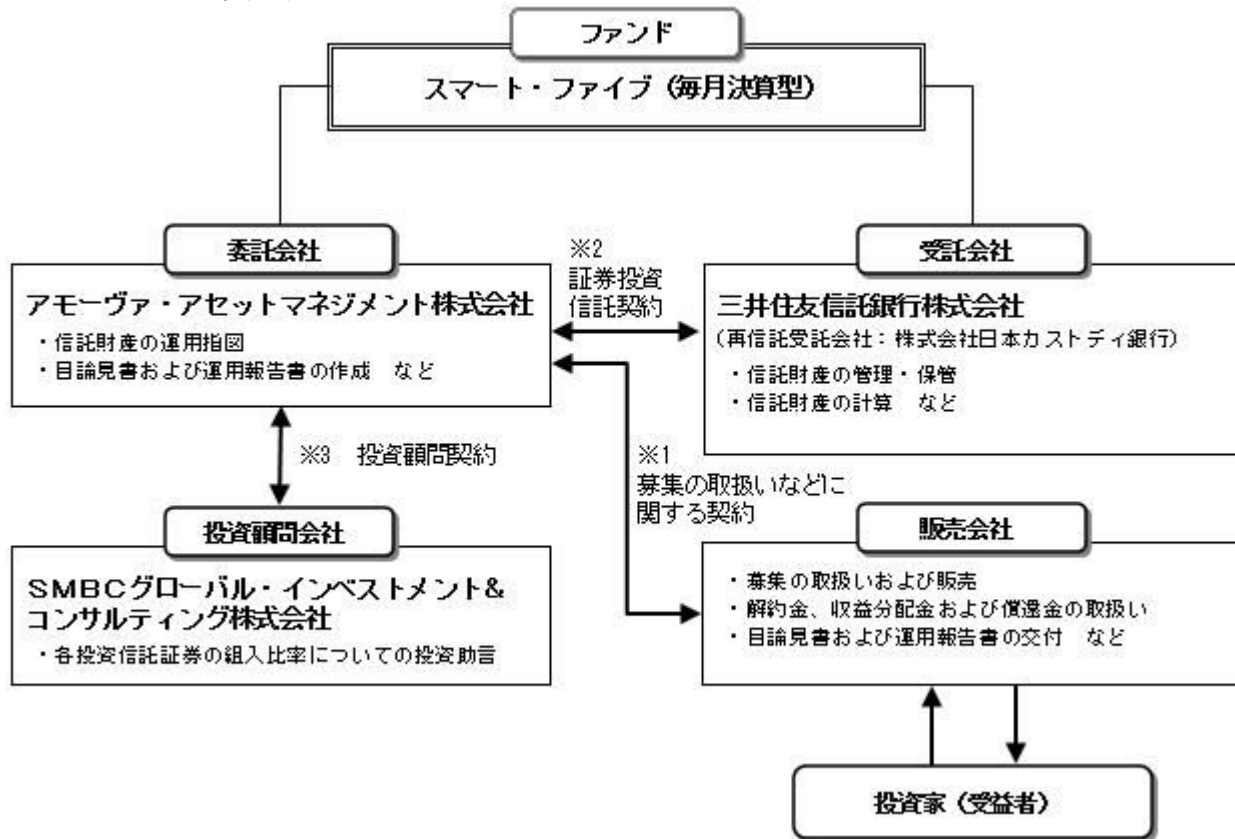 ファンド
スマート・ファイブ（毎月決算型）
委託会社
アモーヴァ・アセットマネジメント株式会社
・信託財産の運用指図
・目論見書および運用報告書の作成　など
※2
証券投資
信託契約
受託会社
三井住友信託銀行株式会社
（再信託受託会社：株式会社日本カストディ銀行）
・信託財産の管理・保管
・信託財産の計算　など
※3　投資顧問契約
※1
募集の取扱いなどに
関する契約
投資顧問会社
ＳＭＢＣグローバル・インベストメント＆
コンサルティング株式会社
・各投資信託証券の組入比率についての投資助言
販売会社
・募集の取扱いおよび販売
・解約金、収益分配金および償還金の取扱い
・目論見書および運用報告書の交付　など
投資家（受益者）